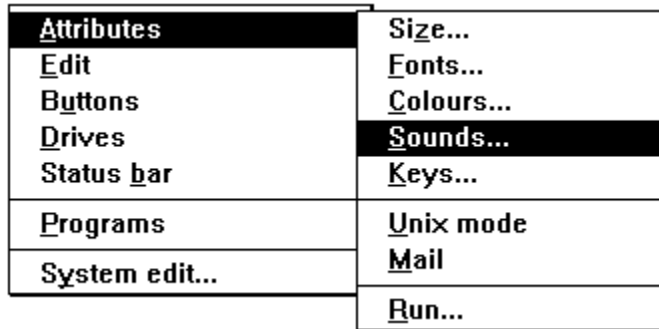 Attributes
Edit
Buttons
Drives
Status bar
Programs
System edit...
Size...
Fonts...
Colours...
Sounds...
Keys...
Unix mode
Mail
Run...